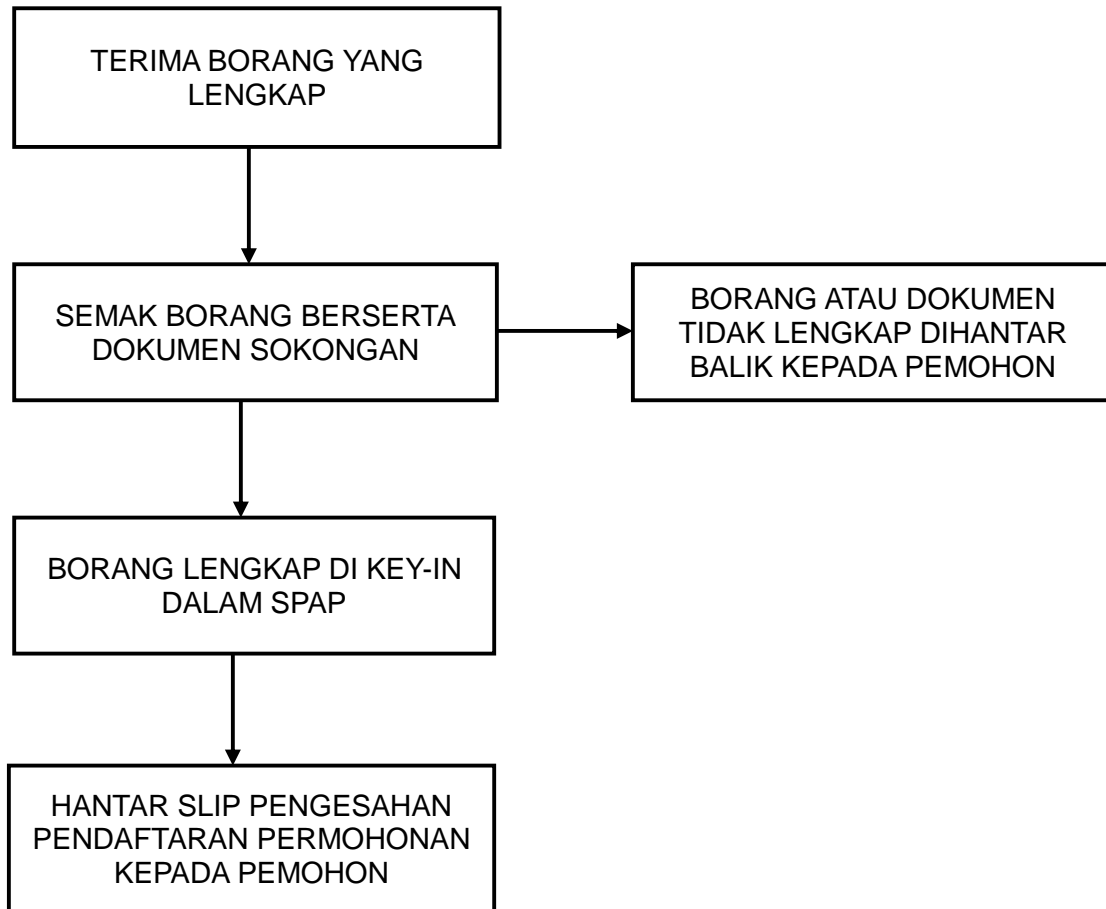 TERIMA BORANG YANG
LENGKAP
SEMAK BORANG BERSERTA
DOKUMEN SOKONGAN
BORANG ATAU DOKUMEN
TIDAK LENGKAP DIHANTAR
BALIK KEPADA PEMOHON
BORANG LENGKAP DI KEY-IN
DALAM SPAP
HANTAR SLIP PENGESAHAN
PENDAFTARAN PERMOHONAN
KEPADA PEMOHON